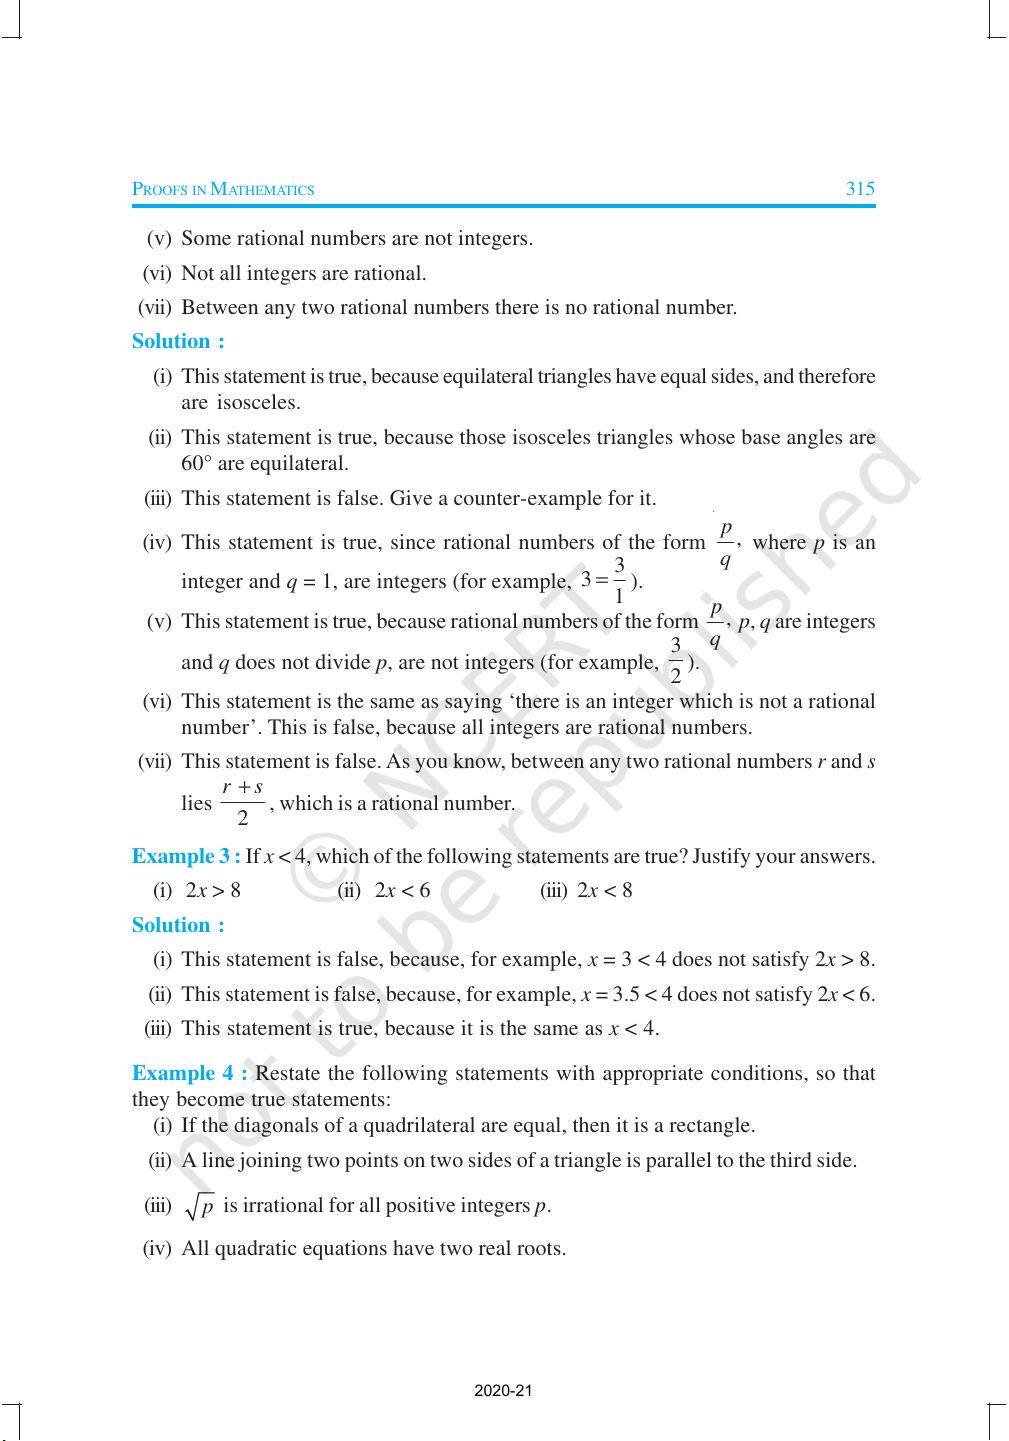 PROOFS IN MATHEMATICS 315
(v) Some rational numbers are not integers.
(vi) Not all integers are rational.
(vii) Between any two rational numbers there is no rational number.
Solution :
(i) This statement is true, because equilateral triangles have equal sides, and therefore
are isosceles.
(ii) This statement is true, because those isosceles triangles whose base angles are
60° are equilateral.
(iii) This statement is false. Give a counter-example for it.
(iv) This statement is true, since rational numbers of the form p/q, where p is an
integer and q = 1, are integers (for example, 3 = 3/1).
(v) This statement is true, because rational numbers of the form p/q, p, q are integers
and q does not divide p, are not integers (for example, 3/2).
(vi) This statement is the same as saying ‘there is an integer which is not a rational
number’. This is false, because all integers are rational numbers.
(vii) This statement is false. As you know, between any two rational numbers r and s
lies (r + s)/2, which is a rational number.
Example 3 : If x < 4, which of the following statements are true? Justify your answers.
(i) 2x > 8 (ii) 2x < 6 (iii) 2x < 8
Solution :
(i) This statement is false, because, for example, x = 3 < 4 does not satisfy 2x > 8.
(ii) This statement is false, because, for example, x = 3.5 < 4 does not satisfy 2x < 6.
(iii) This statement is true, because it is the same as x < 4.
Example 4 : Restate the following statements with appropriate conditions, so that
they become true statements:
(i) If the diagonals of a quadrilateral are equal, then it is a rectangle.
(ii) A line joining two points on two sides of a triangle is parallel to the third side.
(iii) √p is irrational for all positive integers p.
(iv) All quadratic equations have two real roots.
© NCERT
not to be republished
2020-21